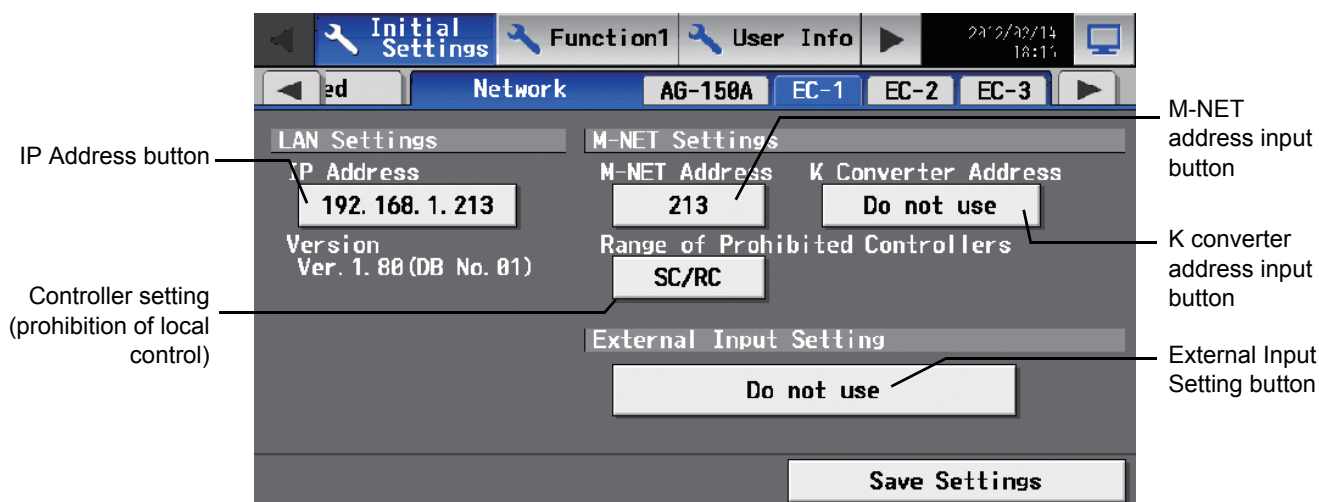 Initial
Settings
Function1
User Info
ed
Network
AG-150A
EC-1
EC-2
EC-3
LAN Settings
IP Address
192.168.1.213
Version
Ver.1.80(DB No.01)
M-NET Settings
M-NET Address
213
K Converter Address
Do not use
Range of Prohibited Controllers
SC/RC
External Input Setting
Do not use
Save Settings
IP Address button
Controller setting
(prohibition of local
control)
M-NET
address input
button
K converter
address input
button
External Input
Setting button